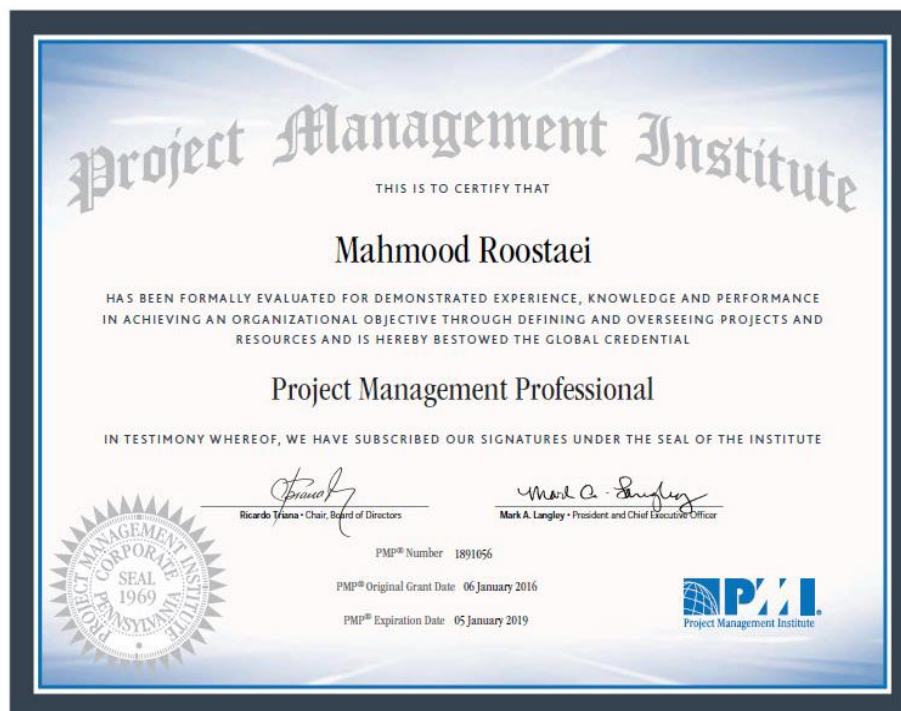 Project Management Institute
THIS IS TO CERTIFY THAT
Mahmood Roostaei
HAS BEEN FORMALLY EVALUATED FOR DEMONSTRATED EXPERIENCE, KNOWLEDGE AND PERFORMANCE
IN ACHIEVING AN ORGANIZATIONAL OBJECTIVE THROUGH DEFINING AND OVERSEEING PROJECTS AND
RESOURCES AND IS HEREBY BESTOWED THE GLOBAL CREDENTIAL
Project Management Professional
IN TESTIMONY WHEREOF, WE HAVE SUBSCRIBED OUR SIGNATURES UNDER THE SEAL OF THE INSTITUTE
Mark A. Langley
Ricardo Triana • Chair, Board of Directors
Mark A. Langley • President and Chief Executive Officer
PMP® Number 1891056
PMP® Original Grant Date 06 January 2016
PMP® Expiration Date 05 January 2019
PROJECT MANAGEMENT INSTITUTE
CORPORATE
SEAL
1969
PENNSYLVANIA
PMI®
Project Management Institute